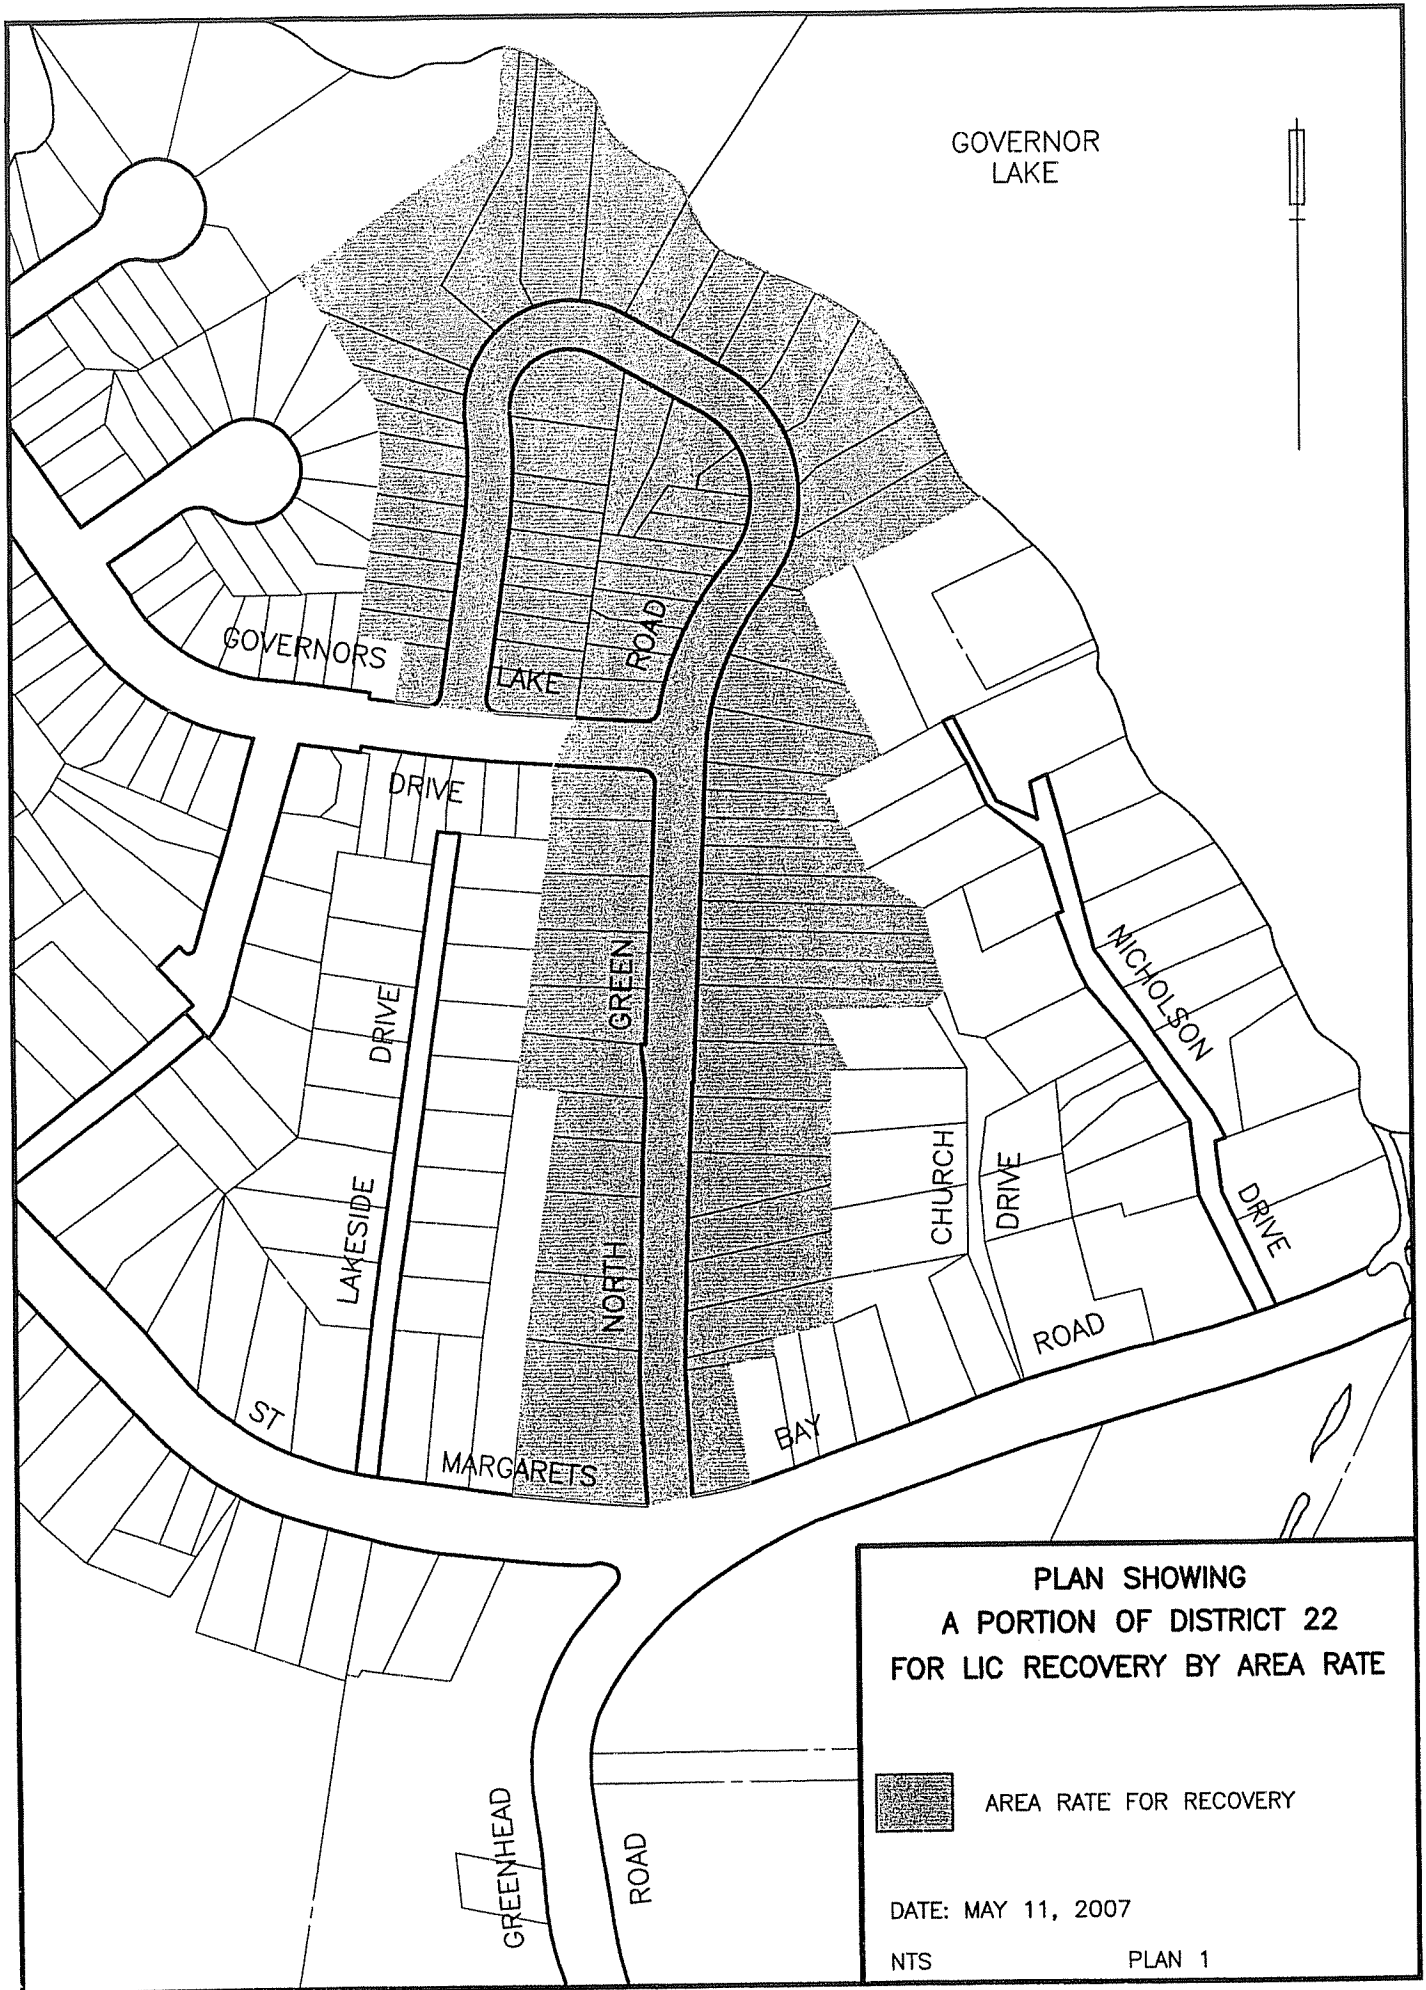 GOVERNOR
LAKE
GOVERNORS
LAKE
DRIVE
NORTH
GREEN
ROAD
LAKESIDE
DRIVE
NICHOLSON
DRIVE
CHURCH
DRIVE
ST
MARGARETS
BAY
ROAD
GREENHEAD
ROAD
PLAN SHOWING
A PORTION OF DISTRICT 22
FOR LIC RECOVERY BY AREA RATE
AREA RATE FOR RECOVERY
DATE: MAY 11, 2007
NTS
PLAN 1